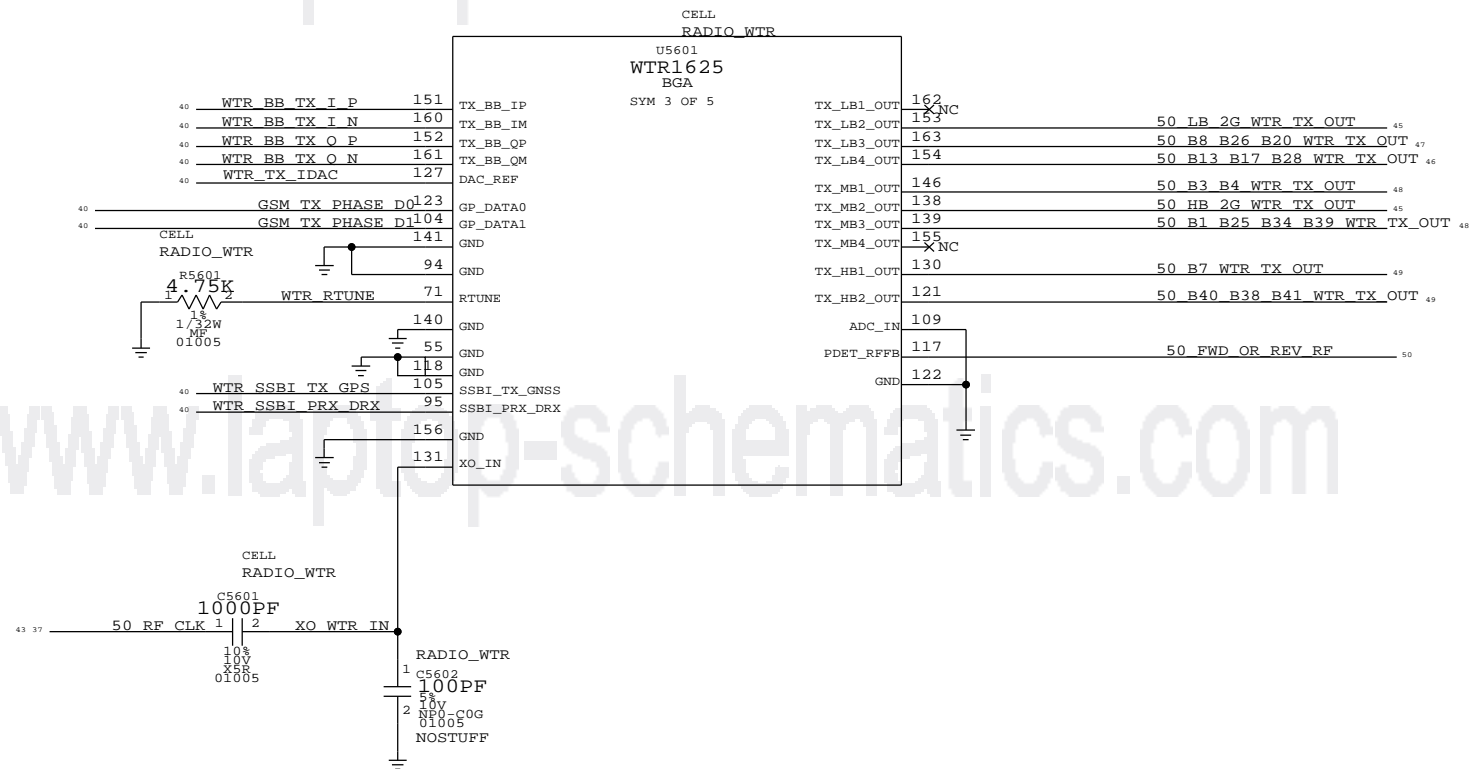 CELL
RADIO_WTR
U5601
WTR1625
BGA
SYM 3 OF 5
40 WTR_BB_TX_I_P 151 TX_BB_IP
40 WTR_BB_TX_I_N 160 TX_BB_IM
40 WTR_BB_TX_Q_P 152 TX_BB_QP
40 WTR_BB_TX_Q_N 161 TX_BB_QM
40 WTR_TX_IDAC 127 DAC_REF
40 GSM_TX_PHASE_D0 123 GP_DATA0
40 GSM_TX_PHASE_D1 104 GP_DATA1
141 GND
94 GND
CELL
RADIO_WTR
R5601
4.75K
1 2
1%
1/32W
MF
01005
WTR_RTUNE 71 RTUNE
140 GND
55 GND
118 GND
40 WTR_SSBI_TX_GPS 105 SSBI_TX_GNSS
40 WTR_SSBI_PRX_DRX 95 SSBI_PRX_DRX
156 GND
131 XO_IN
TX_LB1_OUT 162 NC
TX_LB2_OUT 153 50_LB_2G_WTR_TX_OUT 45
TX_LB3_OUT 163 50_B8_B26_B20_WTR_TX_OUT 47
TX_LB4_OUT 154 50_B13_B17_B28_WTR_TX_OUT 46
TX_MB1_OUT 146 50_B3_B4_WTR_TX_OUT 48
TX_MB2_OUT 138 50_HB_2G_WTR_TX_OUT 45
TX_MB3_OUT 139 50_B1_B25_B34_B39_WTR_TX_OUT 48
TX_MB4_OUT 155 NC
TX_HB1_OUT 130 50_B7_WTR_TX_OUT 49
TX_HB2_OUT 121 50_B40_B38_B41_WTR_TX_OUT 49
ADC_IN 109
PDET_RFFB 117 50_FWD_OR_REV_RF 50
GND 122
www.laptop-schematics.com
CELL
RADIO_WTR
C5601
1000PF
43 37 50_RF_CLK 1 2 XO_WTR_IN
10%
10V
X5R
01005
RADIO_WTR
1
C5602
100PF
5%
10V
2
NP0-C0G
01005
NOSTUFF